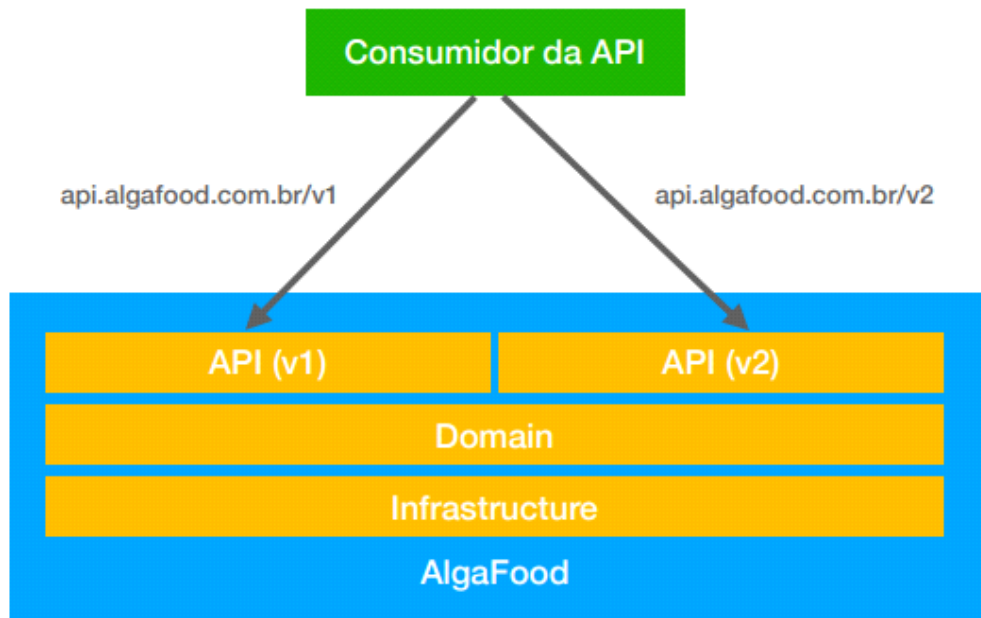 Consumidor da API
api.algafood.com.br/v1
api.algafood.com.br/v2
API (v1)
API (v2)
Domain
Infrastructure
AlgaFood